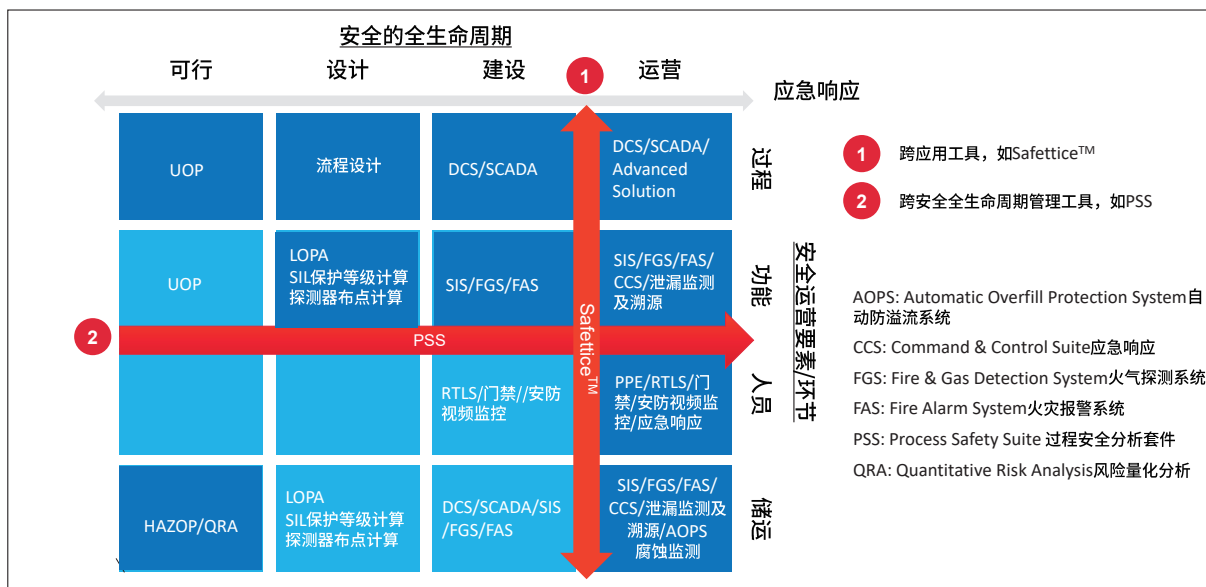 安全的全生命周期
可行
设计
建设
1
运营
应急响应
UOP
流程设计
DCS/SCADA
DCS/SCADA/
Advanced
Solution
过程
UOP
LOPA
SIL保护等级计算
探测器布点计算
SIS/FGS/FAS
SIS/FGS/FAS/
CCS/泄漏监测
及溯源
功能
2
PSS
Safettice™
RTLS/门禁//安防
视频监控
PPE/RTLS/门
禁/安防视频监
控/应急响应
人员
HAZOP/QRA
LOPA
SIL保护等级计算
探测器布点计算
DCS/SCADA/SIS
/FGS/FAS
SIS/FGS/FAS/
CCS/泄漏监测及
溯源/AOPS
腐蚀监测
储运
安全运营要素/环节
1
跨应用工具，如Safettice™
2
跨安全全生命周期管理工具，如PSS
AOPS: Automatic Overfill Protection System自
动防溢流系统
CCS: Command & Control Suite应急响应
FGS: Fire & Gas Detection System火气探测系统
FAS: Fire Alarm System火灾报警系统
PSS: Process Safety Suite 过程安全分析套件
QRA: Quantitative Risk Analysis风险量化分析